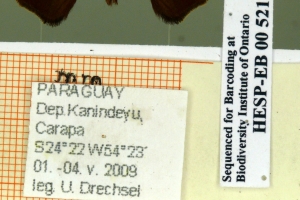 PARAGUAY
Dep.Kanindeyu,
Carapa
S24°22'W54°23'
01.-04. v. 2009
leg. U. Drechsel
Sequenced for Barcoding at
Biodiversity Institute of Ontario
HESP-EB 00 521